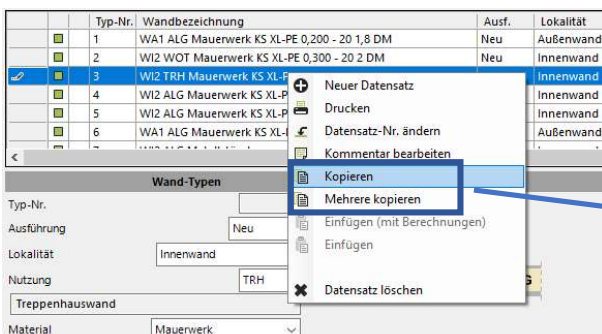 Typ-Nr. Wandbezeichnung Ausf. Lokalität
1 WA1 ALG Mauerwerk KS XL-PE 0,200 - 20 1,8 DM Neu Außenwand
2 WI2 WOT Mauerwerk KS XL-PE 0,300 - 20 2 DM Neu Innenwand
3 WI2 TRH Mauerwerk KS XL-P Innenwand
4 WI2 ALG Mauerwerk KS XL-P Innenwand
5 WI2 ALG Mauerwerk KS XL-P Innenwand
6 WA1 ALG Mauerwerk KS XL- Außenwand
Neuer Datensatz
Drucken
Datensatz-Nr. ändern
Kommentar bearbeiten
Kopieren
Mehrere kopieren
Einfügen (mit Berechnungen)
Einfügen
Datensatz löschen
Wand-Typen
Typ-Nr.
Ausführung Neu
Lokalität Innenwand
Nutzung TRH
Treppenhauswand
Material Mauerwerk